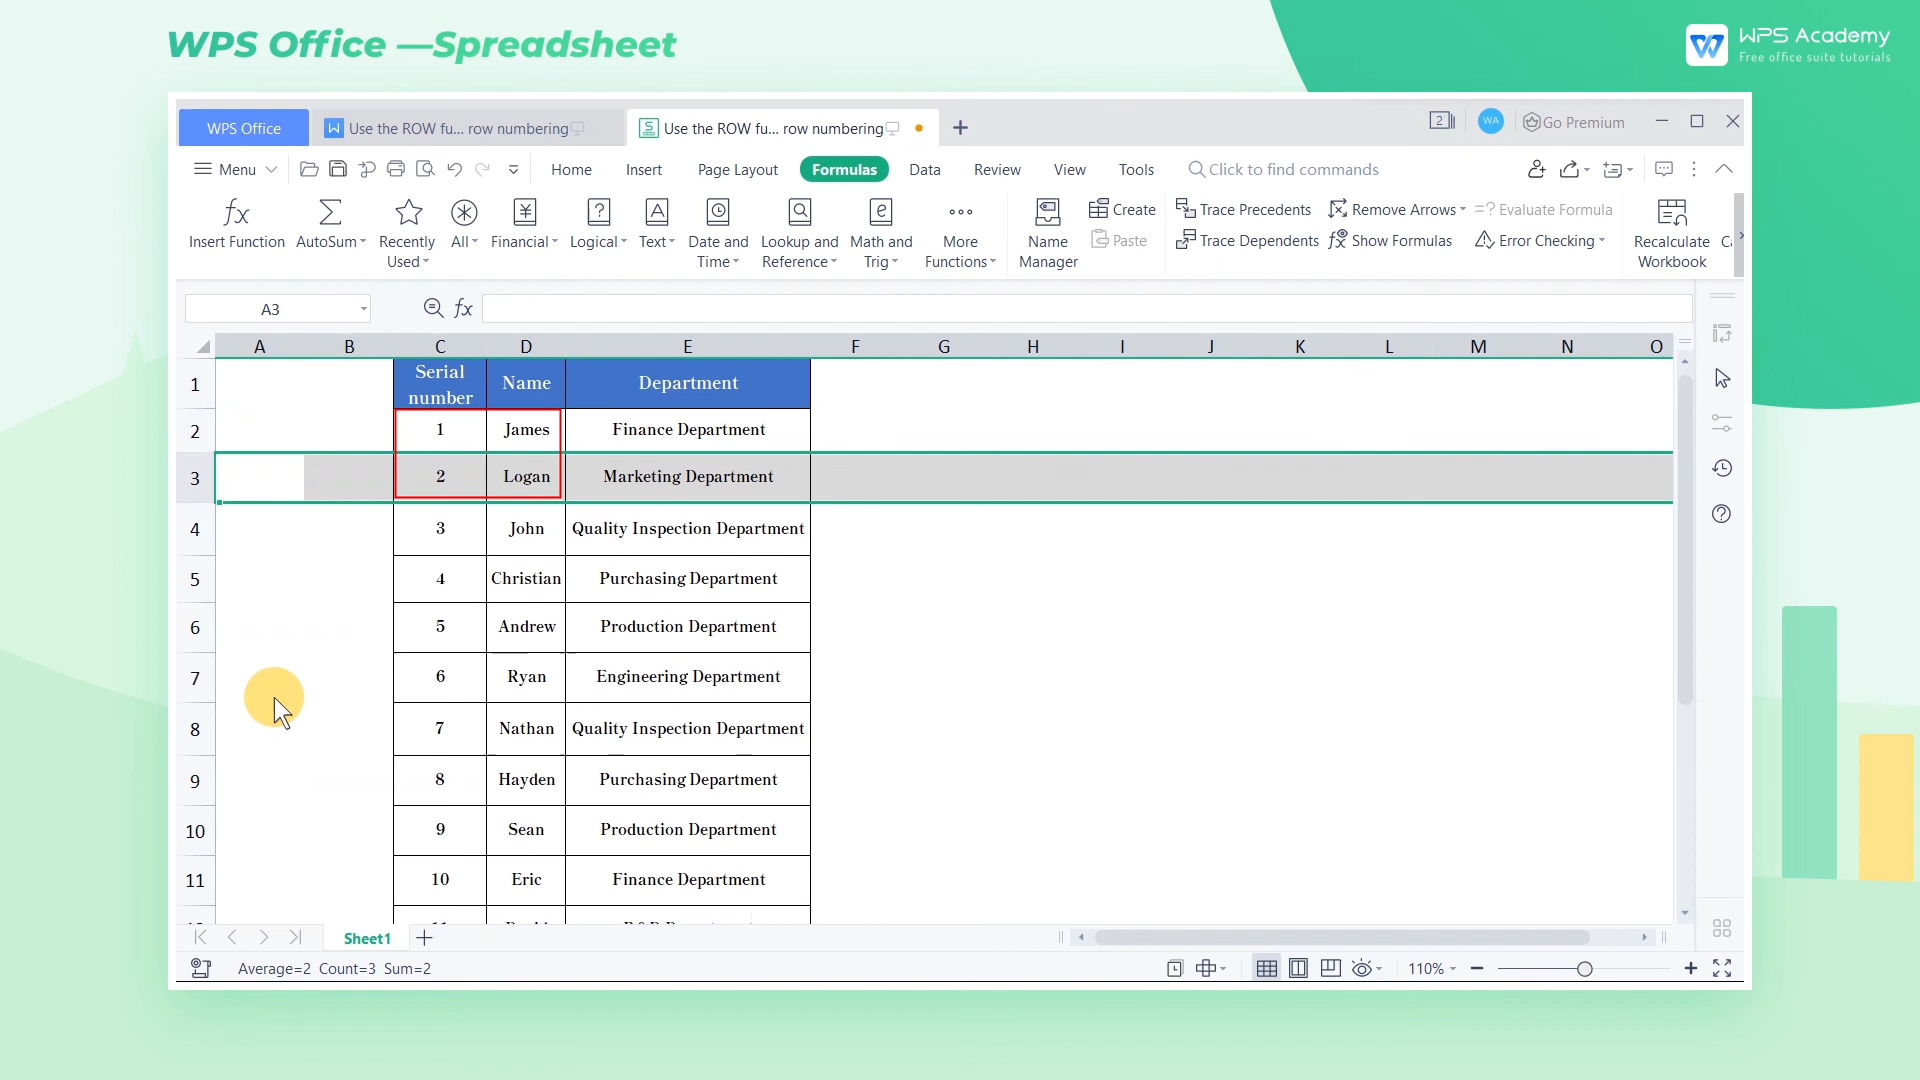 WPS Office —Spreadsheet
WPS Academy
Free office suite tutorials
WPS Office
Use the ROW fu... row numbering
Use the ROW fu... row numbering
2
WA
Go Premium
Menu
Home
Insert
Page Layout
Formulas
Data
Review
View
Tools
Click to find commands
Insert Function
AutoSum
Recently Used
All
Financial
Logical
Text
Date and Time
Lookup and Reference
Math and Trig
More Functions
Name Manager
Create
Paste
Trace Precedents
Trace Dependents
Remove Arrows
Show Formulas
Evaluate Formula
Error Checking
Recalculate Workbook
A3
fx
A B C D E F G H I J K L M N O
1 Serial number Name Department
2 1 James Finance Department
3 2 Logan Marketing Department
4 3 John Quality Inspection Department
5 4 Christian Purchasing Department
6 5 Andrew Production Department
7 6 Ryan Engineering Department
8 7 Nathan Quality Inspection Department
9 8 Hayden Purchasing Department
10 9 Sean Production Department
11 10 Eric Finance Department
Sheet1
Average=2 Count=3 Sum=2
110%